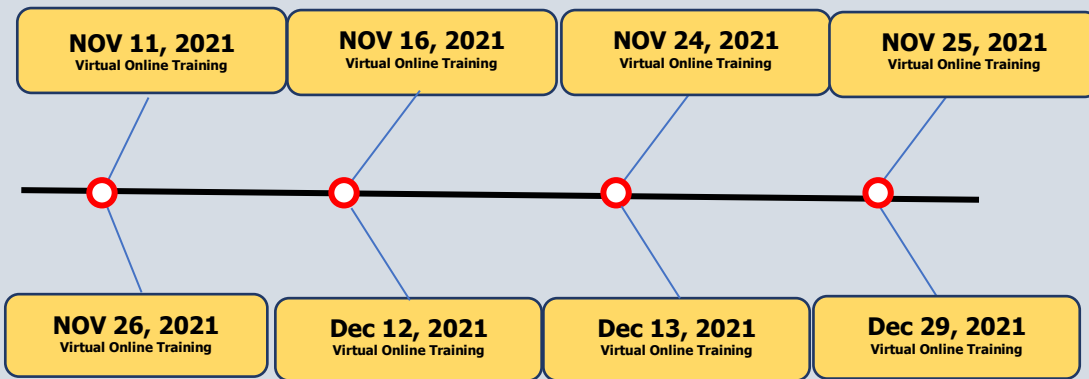 NOV 11, 2021
Virtual Online Training
NOV 16, 2021
Virtual Online Training
NOV 24, 2021
Virtual Online Training
NOV 25, 2021
Virtual Online Training
NOV 26, 2021
Virtual Online Training
Dec 12, 2021
Virtual Online Training
Dec 13, 2021
Virtual Online Training
Dec 29, 2021
Virtual Online Training